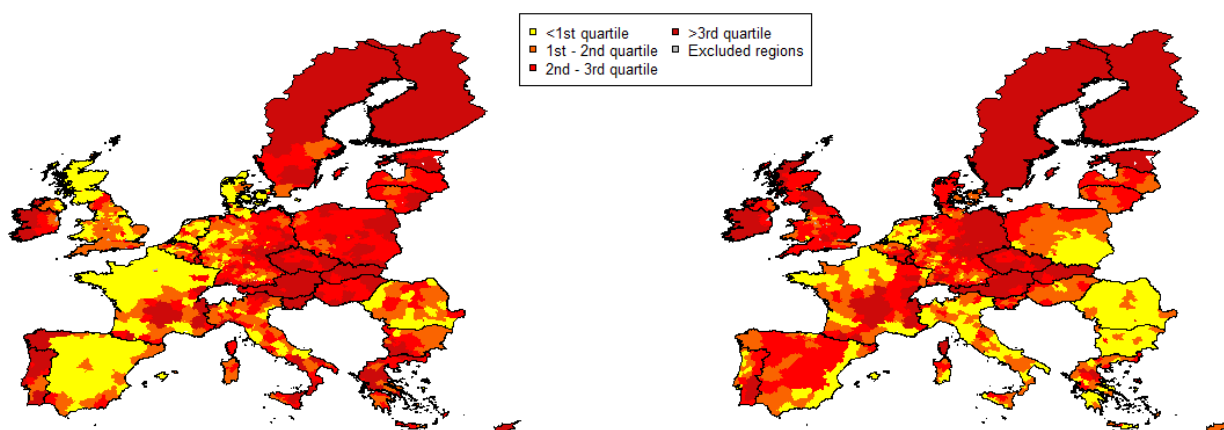 <1st quartile
1st - 2nd quartile
2nd - 3rd quartile
>3rd quartile
Excluded regions